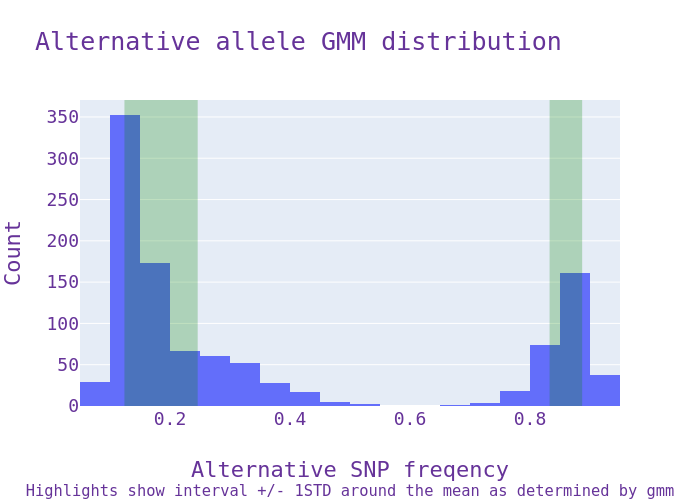 Alternative allele GMM distribution
350
300
250
200
150
100
50
0
Count
0.2 0.4 0.6 0.8
Alternative SNP freqency
Highlights show interval +/- 1STD around the mean as determined by gmm